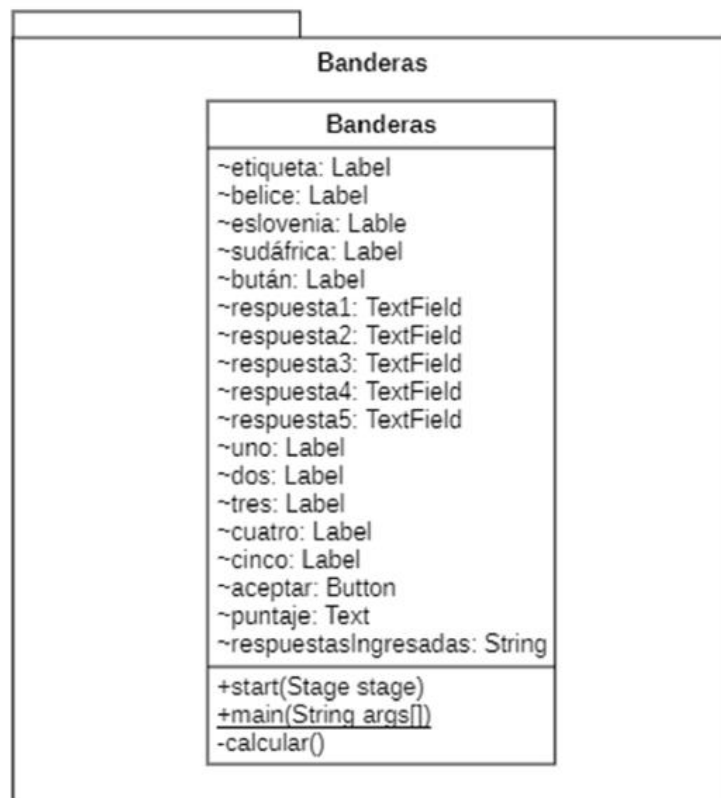 Banderas
Banderas
~etiqueta: Label
~belice: Label
~eslovenia: Lable
~sudáfrica: Label
~bután: Label
~respuesta1: TextField
~respuesta2: TextField
~respuesta3: TextField
~respuesta4: TextField
~respuesta5: TextField
~uno: Label
~dos: Label
~tres: Label
~cuatro: Label
~cinco: Label
~aceptar: Button
~puntaje: Text
~respuestasIngresadas: String
+start(Stage stage)
+main(String args[])
-calcular()